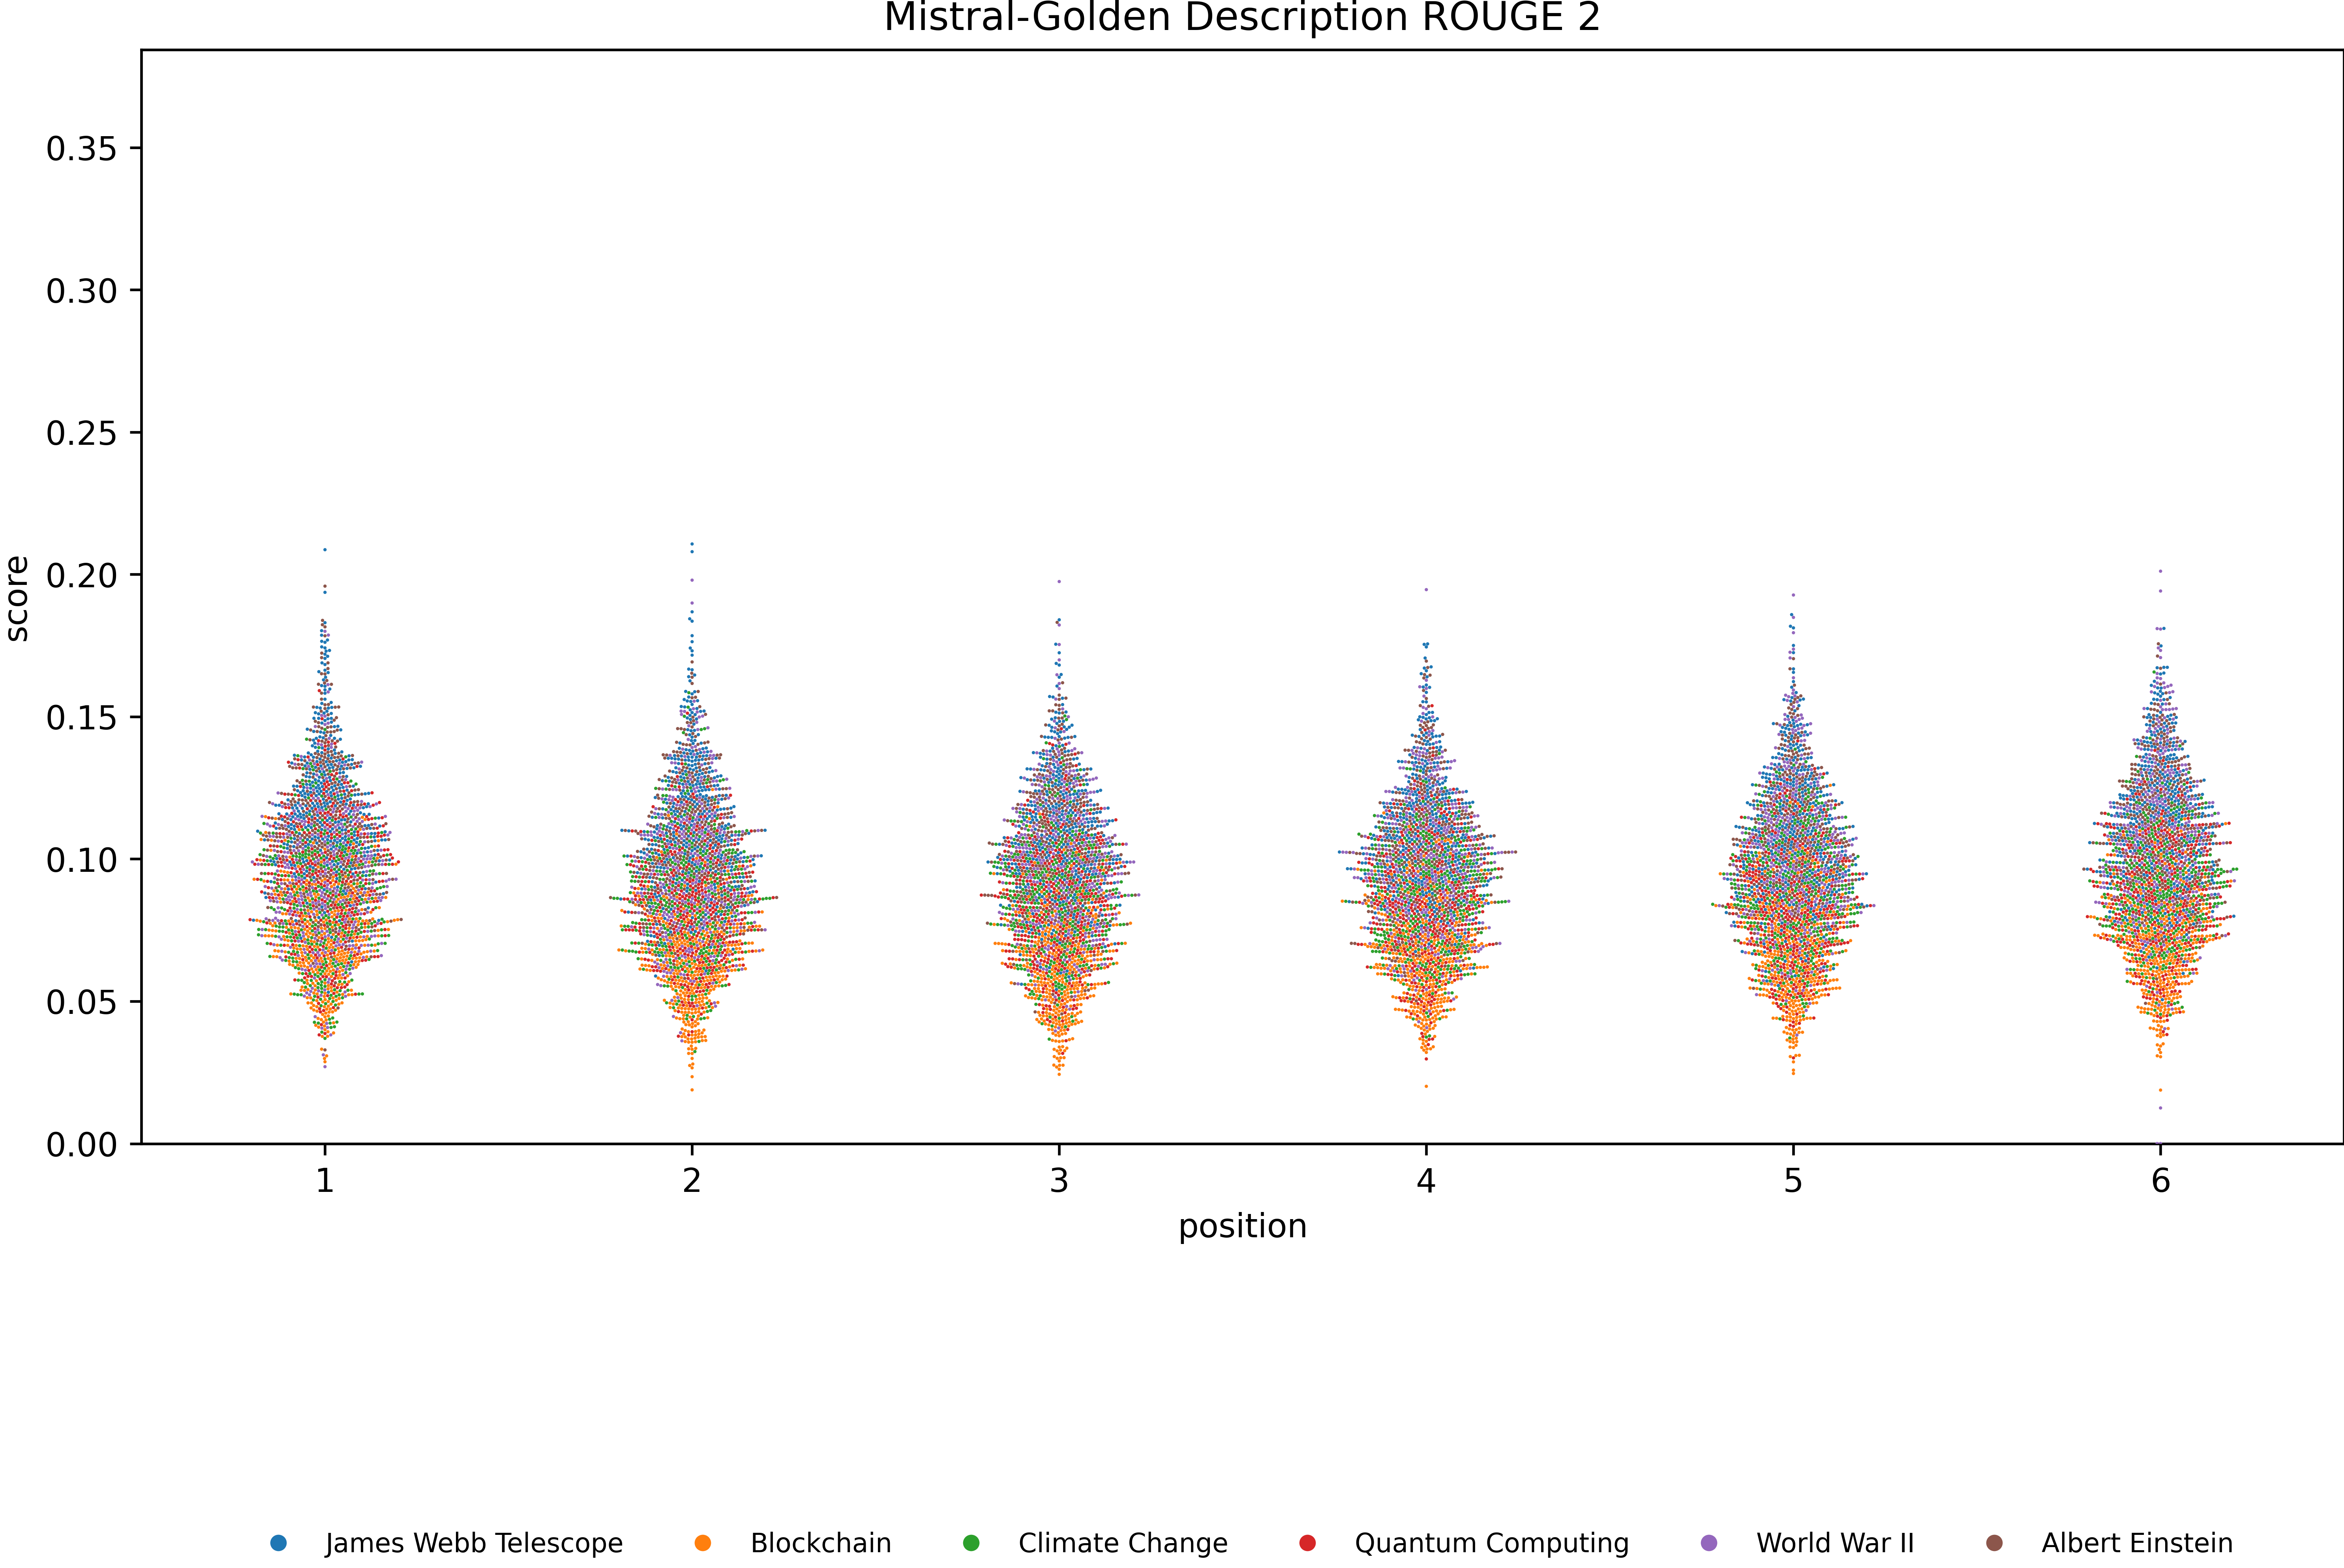 Mistral-Golden Description ROUGE 2
score
0.35
0.30
0.25
0.20
0.15
0.10
0.05
0.00
1 2 3 4 5 6
position
James Webb Telescope Blockchain Climate Change Quantum Computing World War II Albert Einstein